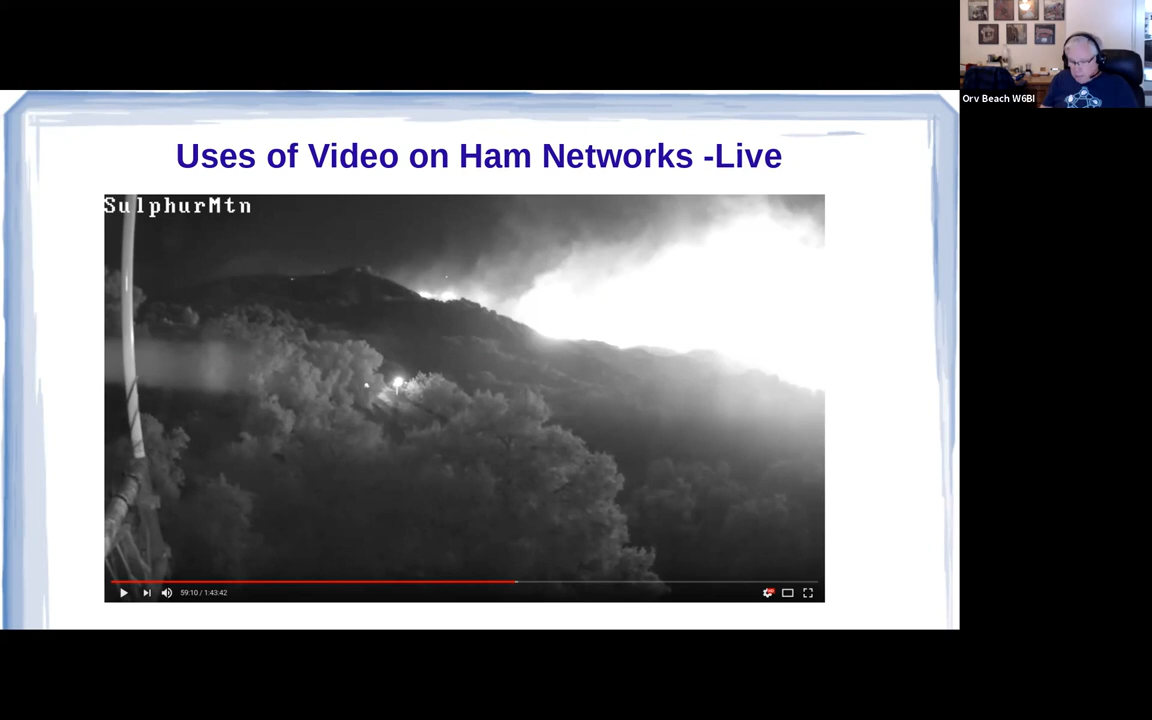 Orv Beach W6BI
Uses of Video on Ham Networks -Live
SulphurMtn
59:10 / 1:43:42